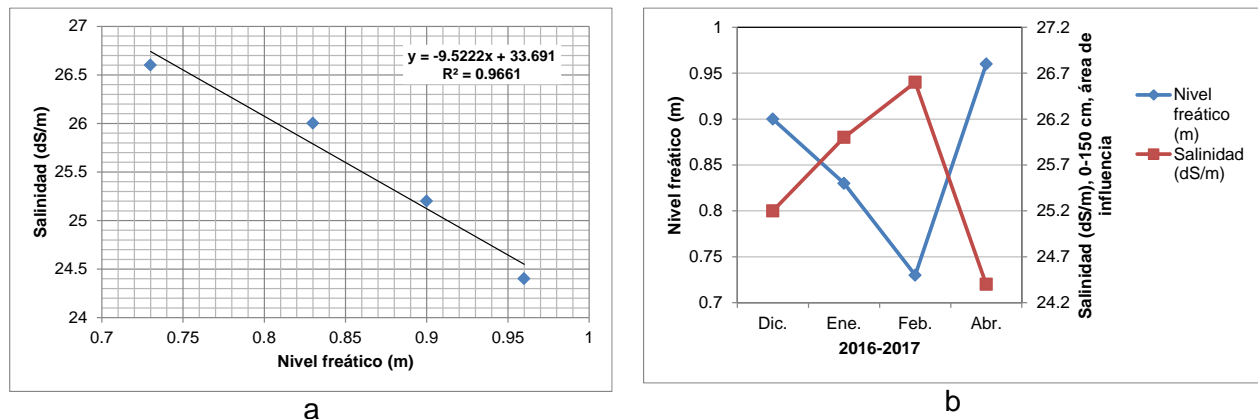 27
26.5
26
25.5
25
24.5
24
Salinidad (dS/m)
y = -9.5222x + 33.691
R² = 0.9661
0.7
0.75
0.8
0.85
0.9
0.95
1
Nivel freático (m)
a
1
0.95
0.9
0.85
0.8
0.75
0.7
Nivel freático (m)
27.2
26.7
26.2
25.7
25.2
24.7
24.2
Salinidad (dS/m), 0-150 cm, área de
influencia
Dic.
Ene.
Feb.
Abr.
2016-2017
Nivel
freático
(m)
Salinidad
(dS/m)
b